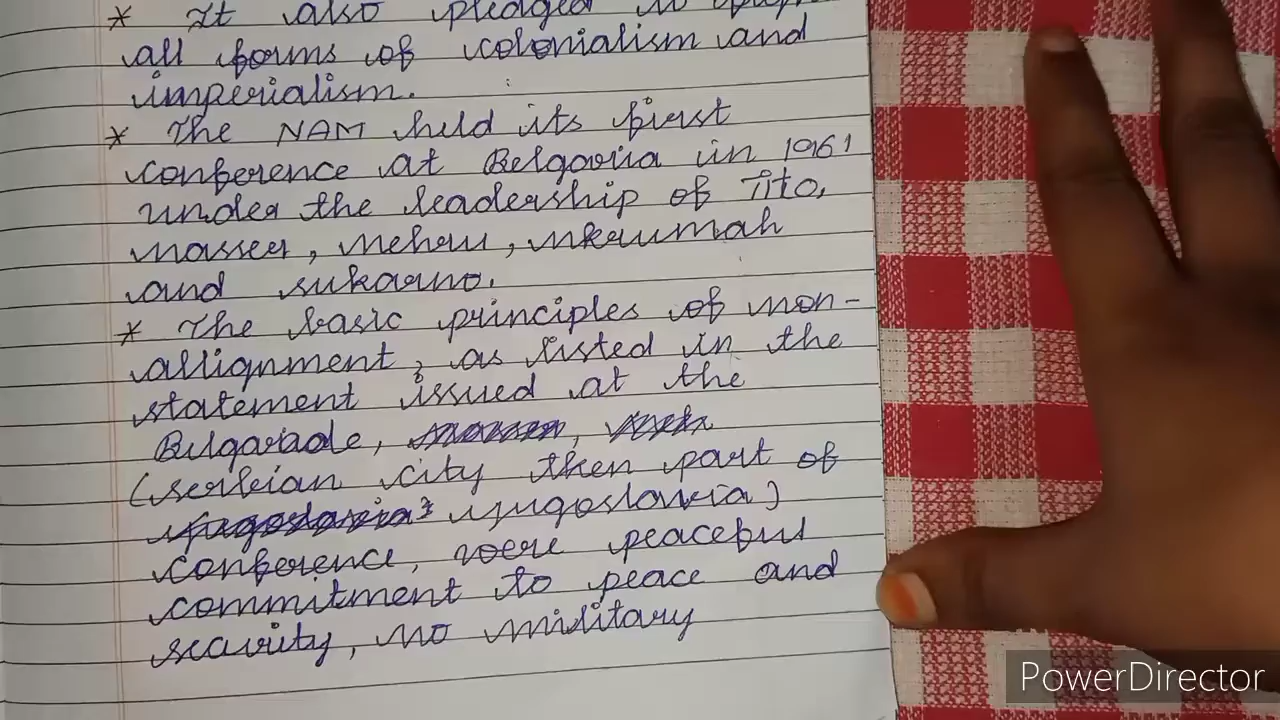 * It also pledged to
all forms of colonialism and
imperialism.
* The NAM held its first
conference at Belgavia in 1961
under the leadership of Tito,
nasser, nehru, nkrumah
and sukarno.
* The basic principles of non-
allignment, as listed in the
statement issued at the
Belgarade,
(serbian city then part of
yugoslavia)
conference, were peaceful
commitment to peace and
security, no military
PowerDirector